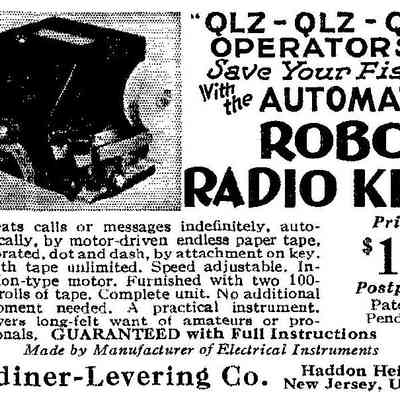 "QLZ - QLZ - Q
OPERATORS
Save Your Fis
With
the AUTOMA
ROBO
RADIO K
ats calls or messages indefinitely, auto-
cally, by motor-driven endless paper tape,
orated, dot and dash, by attachment on key.
th tape unlimited. Speed adjustable. In-
on-type motor. Furnished with two 100-
rolls of tape. Complete unit. No additional
pment needed. A practical instrument.
vers long-felt want of amateurs or pro-
onals. GUARANTEED with Full Instructions
Pri
$1
Postp
Pate
Pend
Made by Manufacturer of Electrical Instruments
diner-Levering Co.
Haddon Hei
New Jersey, U